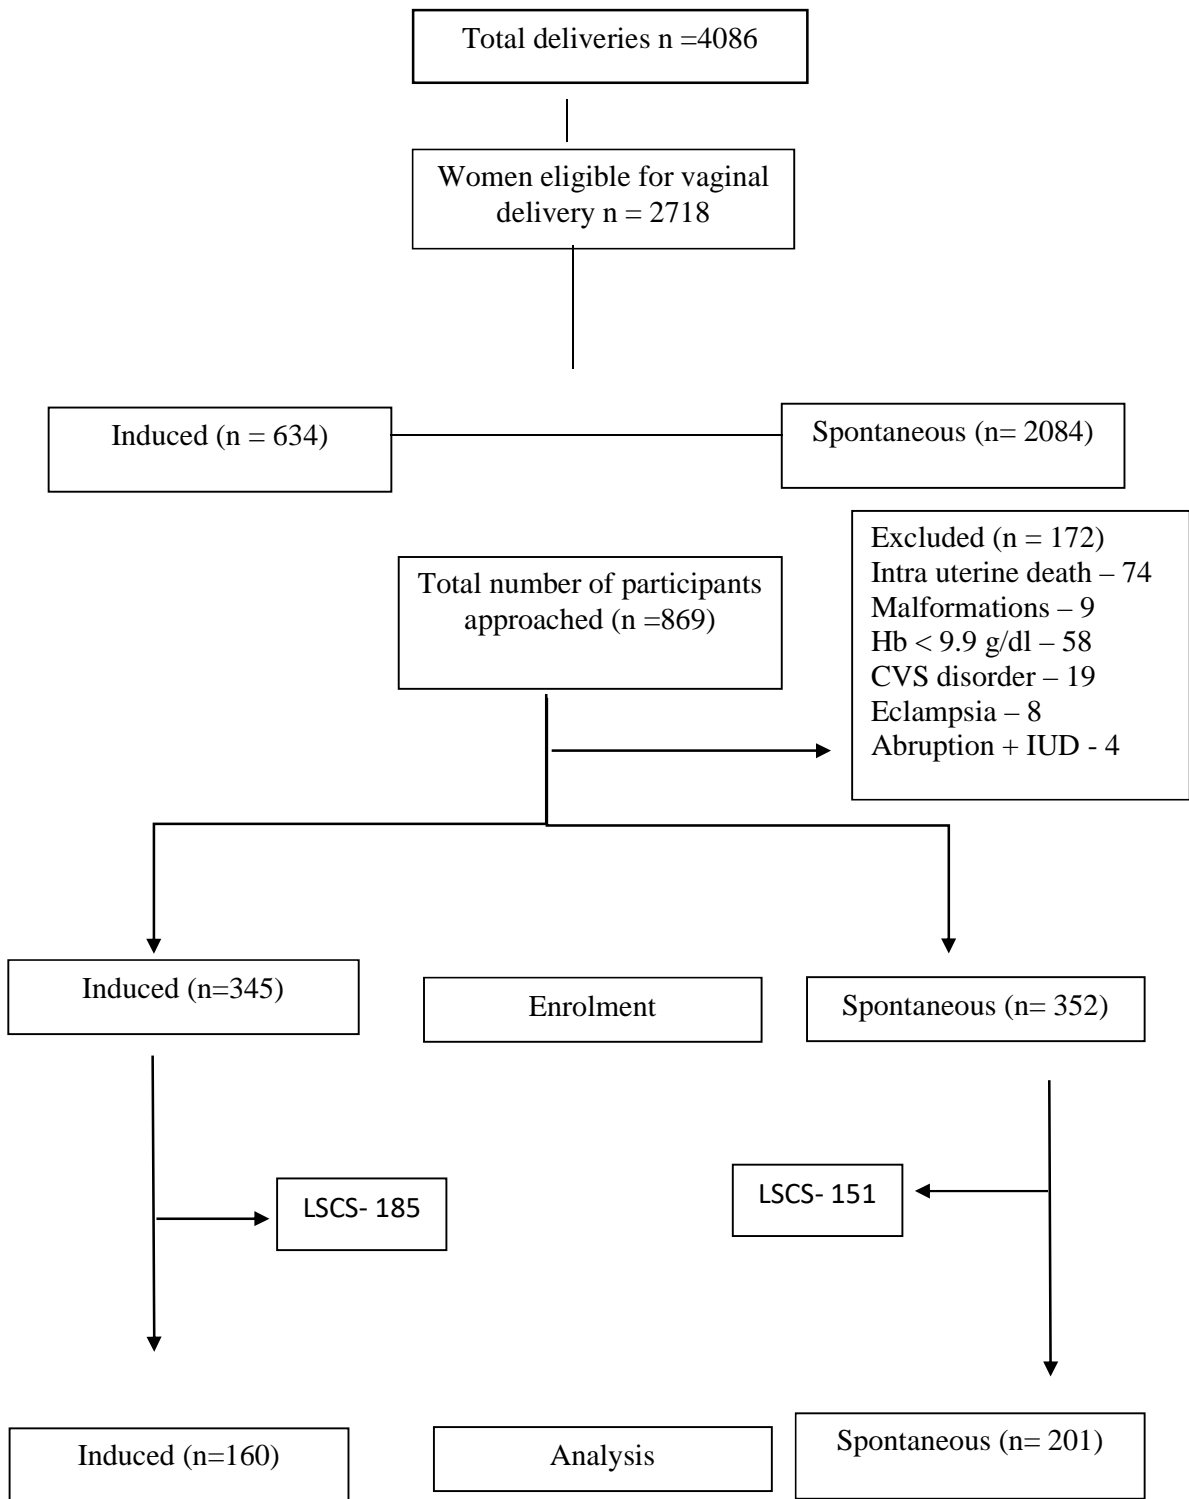 Total deliveries n =4086
Women eligible for vaginal
delivery n = 2718
Induced (n = 634)
Spontaneous (n= 2084)
Total number of participants
approached (n =869)
Excluded (n = 172)
Intra uterine death – 74
Malformations – 9
Hb < 9.9 g/dl – 58
CVS disorder – 19
Eclampsia – 8
Abruption + IUD - 4
Induced (n=345)
Enrolment
Spontaneous (n= 352)
LSCS- 185
LSCS- 151
Induced (n=160)
Analysis
Spontaneous (n= 201)